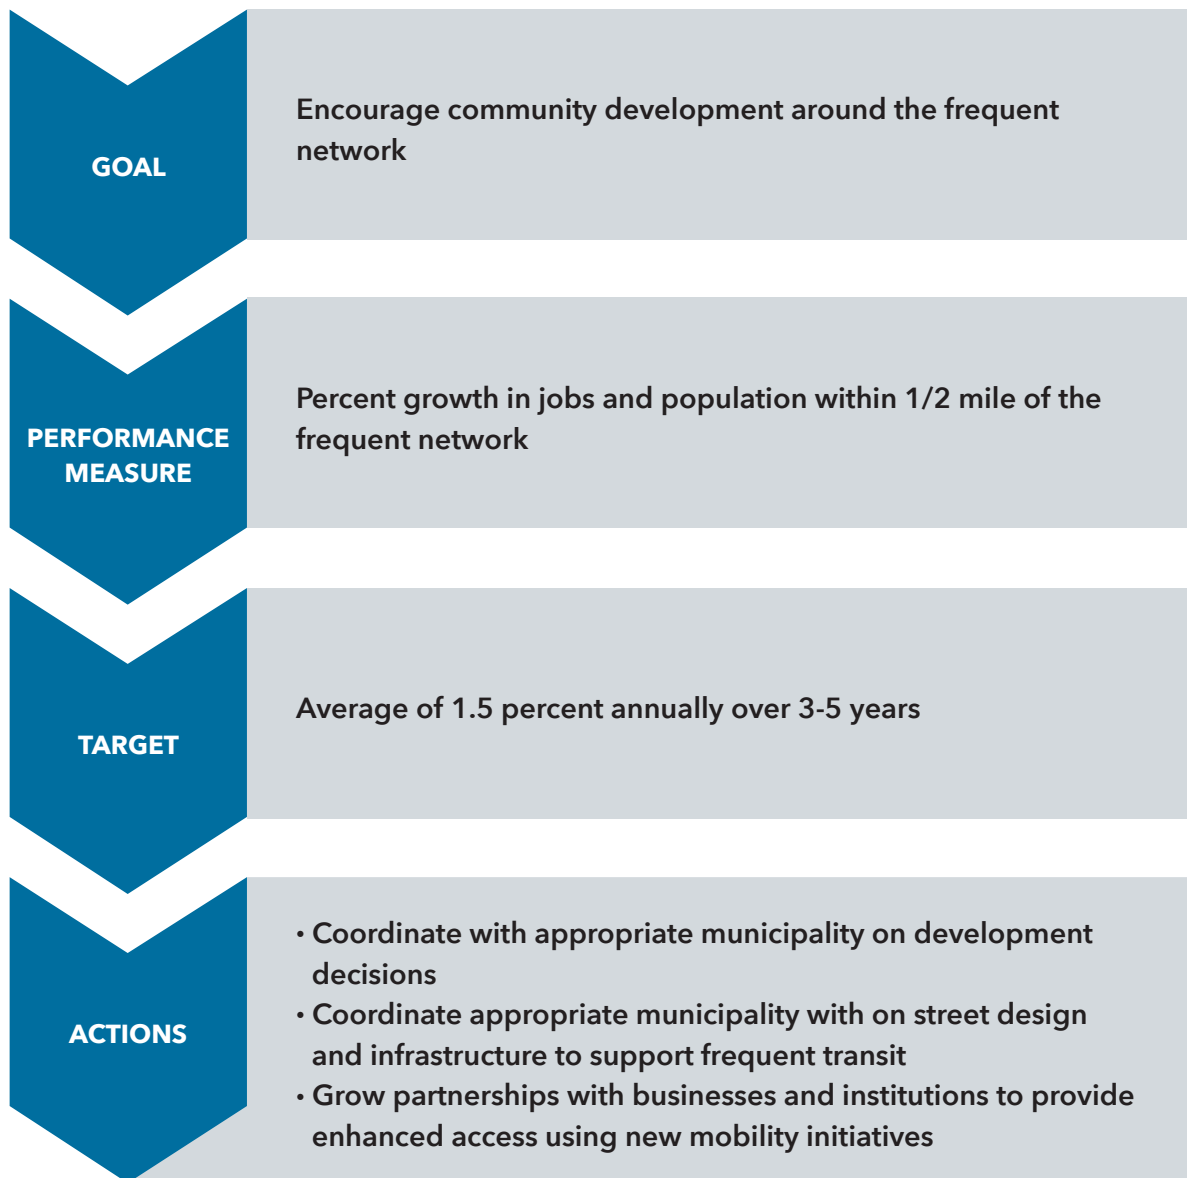 GOAL
Encourage community development around the frequent
network
PERFORMANCE
MEASURE
Percent growth in jobs and population within 1/2 mile of the
frequent network
TARGET
Average of 1.5 percent annually over 3-5 years
ACTIONS
• Coordinate with appropriate municipality on development
decisions
• Coordinate appropriate municipality with on street design
and infrastructure to support frequent transit
• Grow partnerships with businesses and institutions to provide
enhanced access using new mobility initiatives